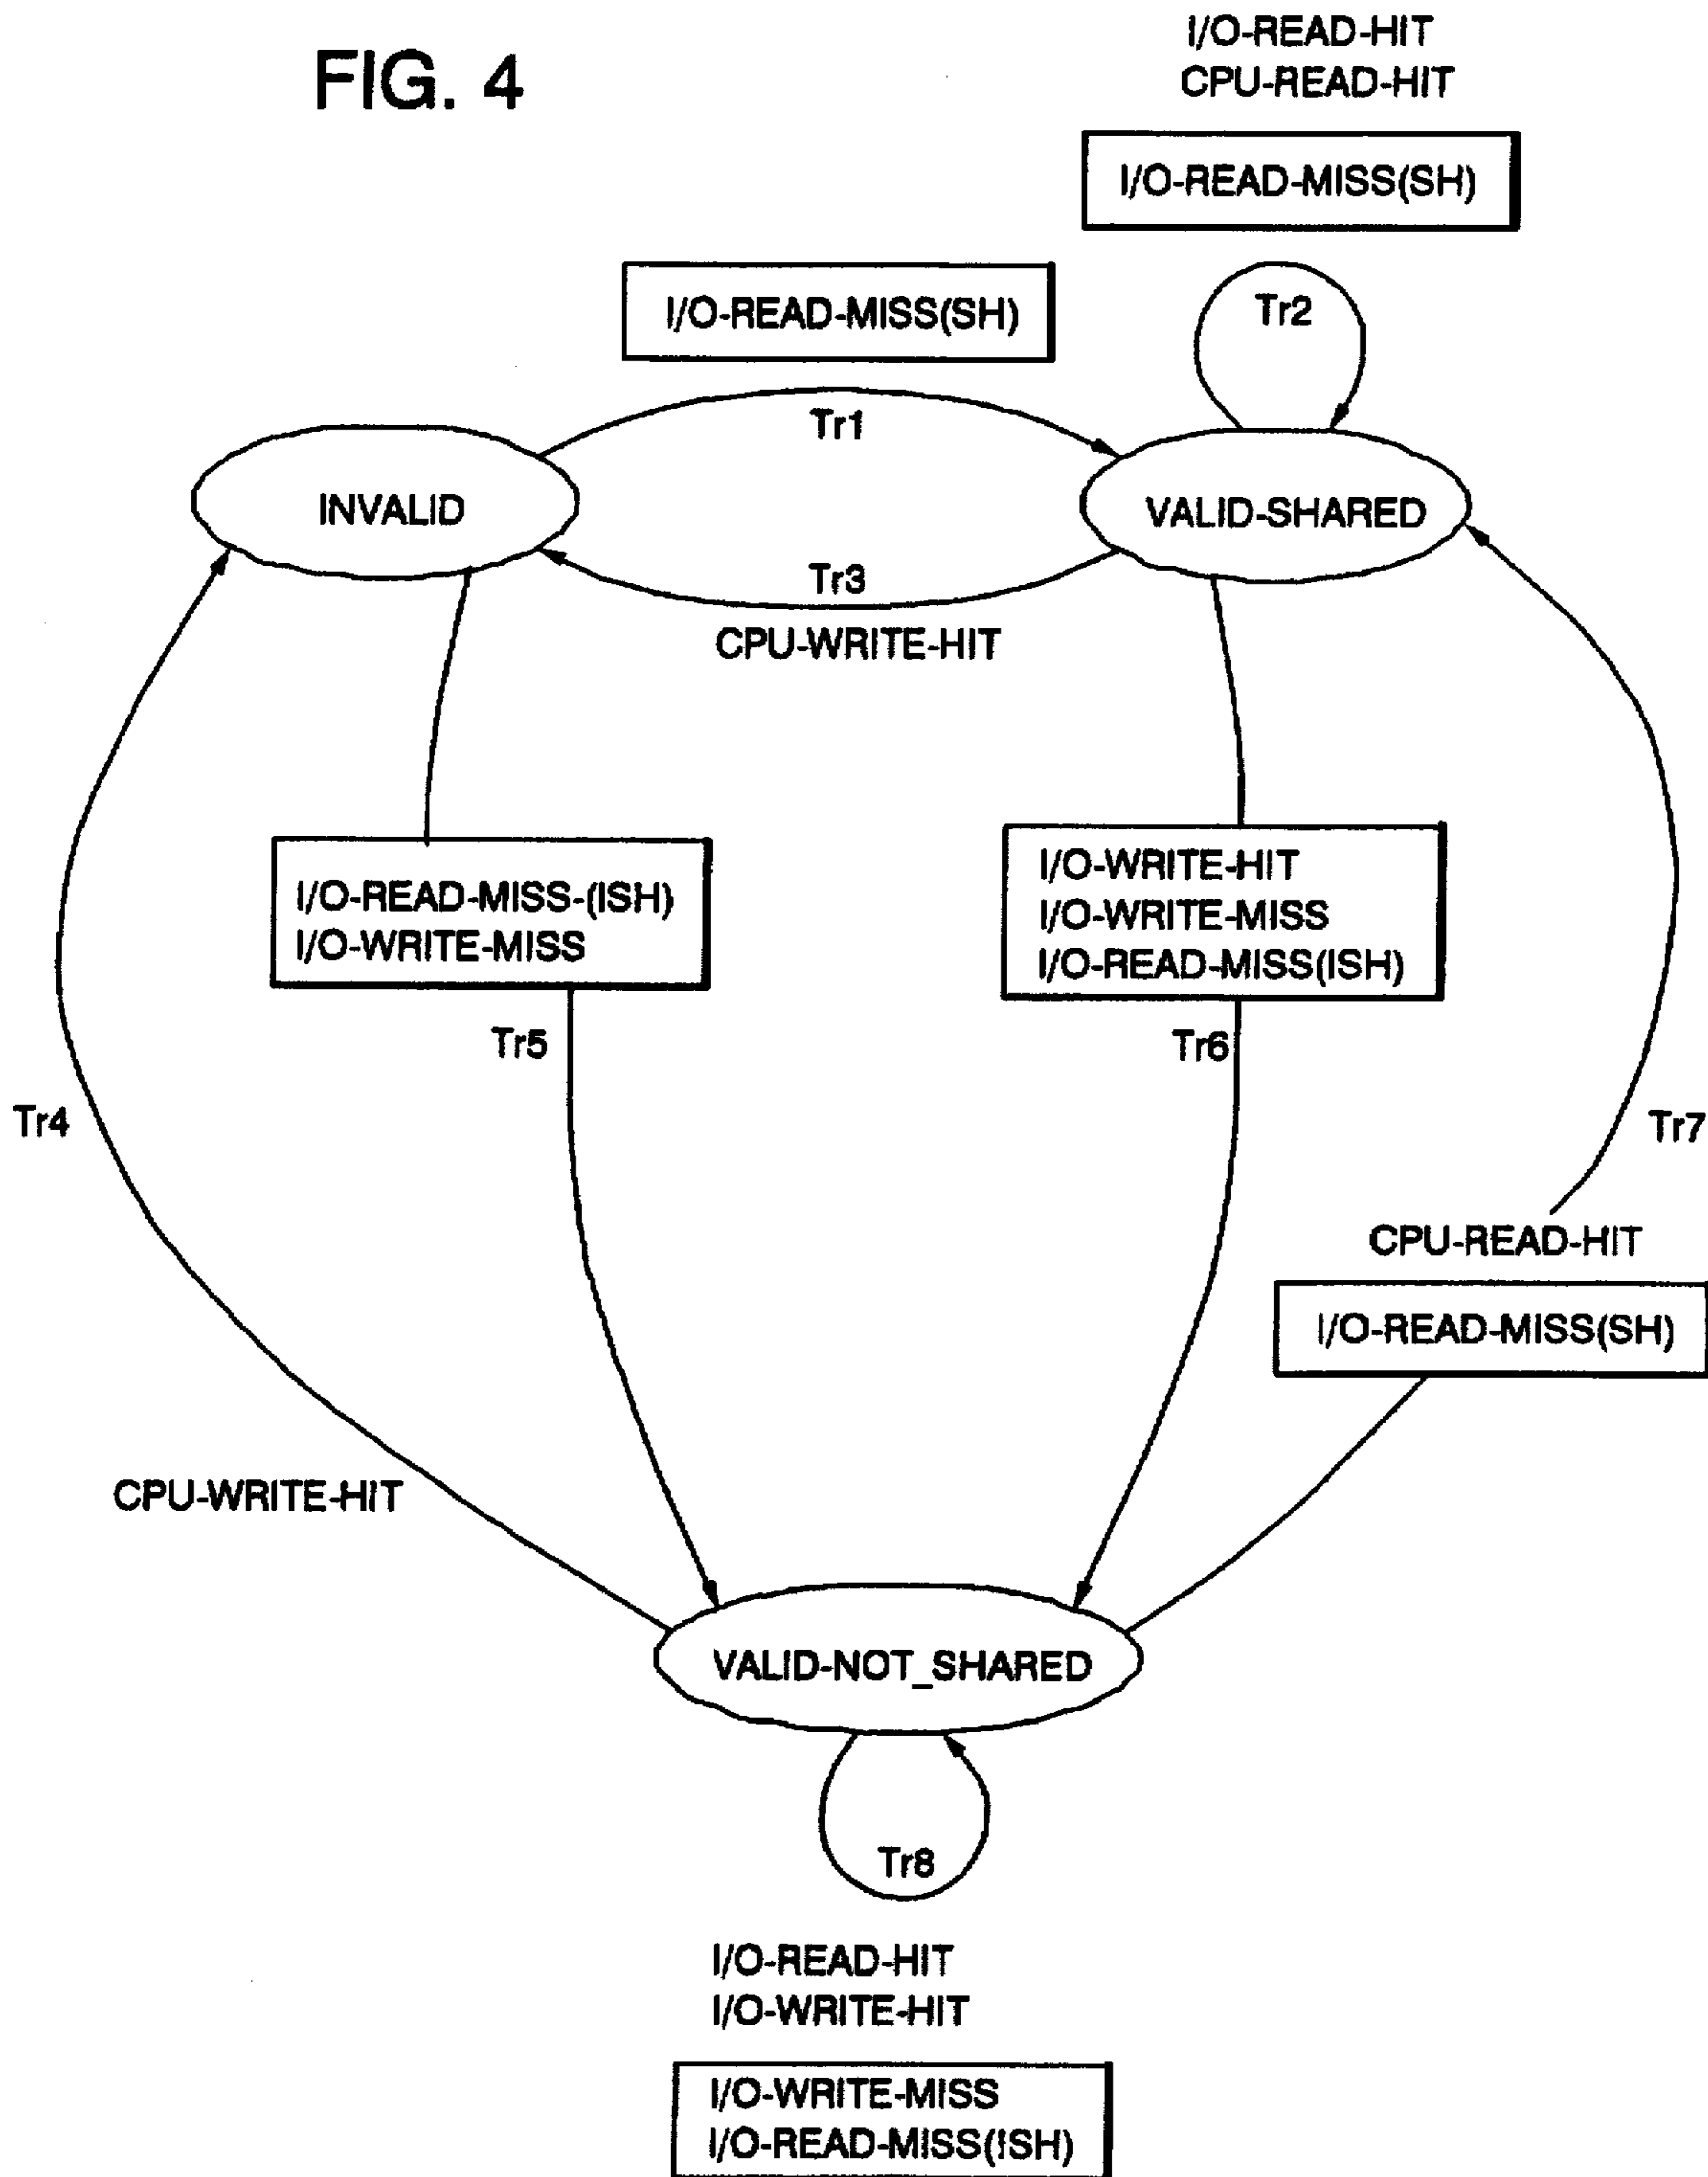 FIG. 4
I/O-READ-HIT
CPU-READ-HIT
I/O-READ-MISS(SH)
I/O-READ-MISS(SH)
Tr2
Tr1
INVALID
VALID-SHARED
Tr3
CPU-WRITE-HIT
I/O-READ-MISS-(ISH)
I/O-WRITE-MISS
I/O-WRITE-HIT
I/O-WRITE-MISS
I/O-READ-MISS(ISH)
Tr5
Tr6
Tr4
Tr7
CPU-READ-HIT
I/O-READ-MISS(SH)
CPU-WRITE-HIT
VALID-NOT_SHARED
Tr8
I/O-READ-HIT
I/O-WRITE-HIT
I/O-WRITE-MISS
I/O-READ-MISS(!SH)